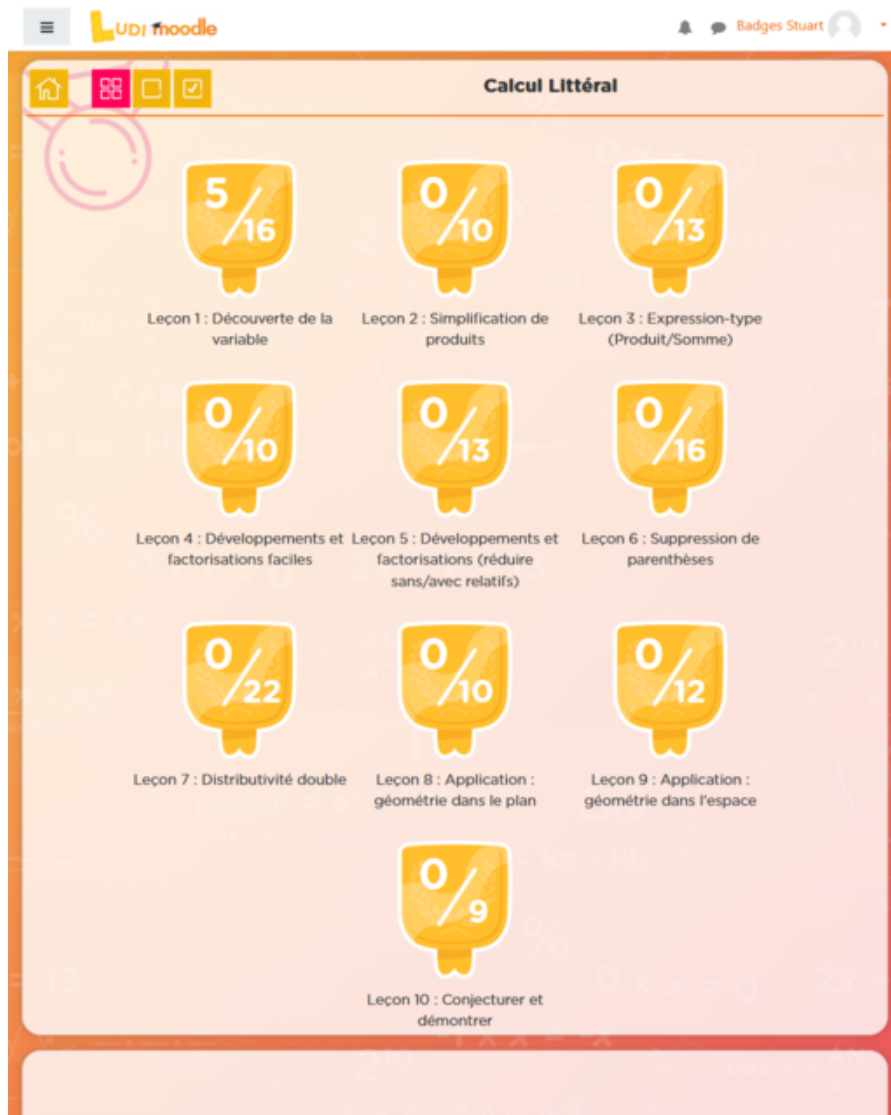 LUDI moodle
Badges Stuart
Calcul Littéral
5/16
0/10
0/13
Leçon 1 : Découverte de la
variable
Leçon 2 : Simplification de
produits
Leçon 3 : Expression-type
(Produit/Somme)
0/10
0/13
0/16
Leçon 4 : Développements et
factorisations faciles
Leçon 5 : Développements et
factorisations (réduire
sans/avec relatifs)
Leçon 6 : Suppression de
parenthèses
0/22
0/10
0/12
Leçon 7 : Distributivité double
Leçon 8 : Application :
géométrie dans le plan
Leçon 9 : Application :
géométrie dans l'espace
0/9
Leçon 10 : Conjecturer et
démontrer